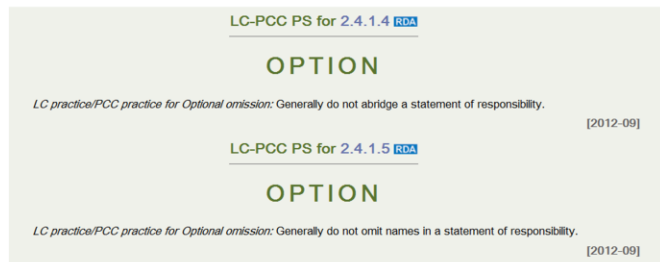 LC-PCC PS for 2.4.1.4 RDA
OPTION
LC practice/PCC practice for Optional omission: Generally do not abridge a statement of responsibility.
[2012-09]
LC-PCC PS for 2.4.1.5 RDA
OPTION
LC practice/PCC practice for Optional omission: Generally do not omit names in a statement of responsibility.
[2012-09]